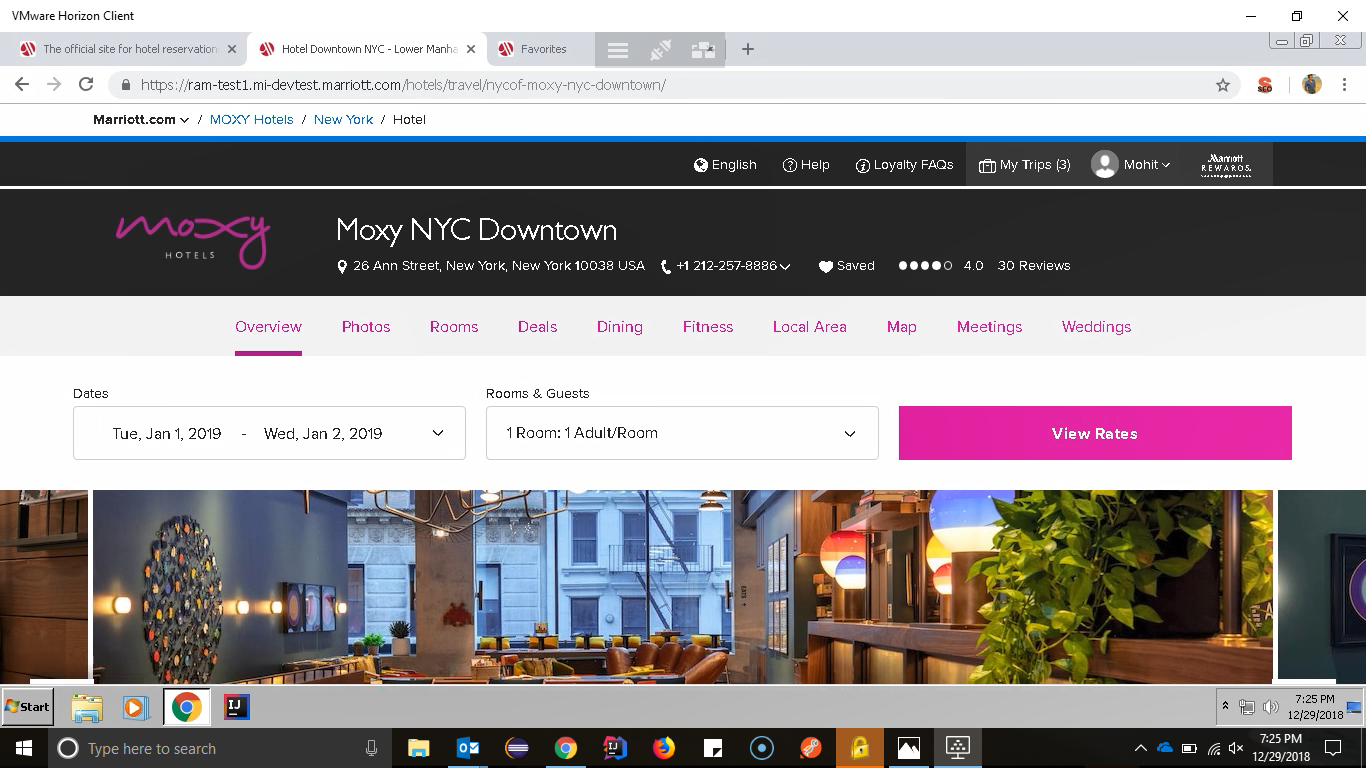 VMware Horizon Client
The official site for hotel reservation
Hotel Downtown NYC - Lower Manha
Favorites
https://ram-test1.mi-devtest.marriott.com/hotels/travel/nycof-moxy-nyc-downtown/
SEO
Marriott.com / MOXY Hotels / New York / Hotel
English Help Loyalty FAQs My Trips (3) Mohit Marriott REWARDS.
moxy HOTELS
Moxy NYC Downtown
26 Ann Street, New York, New York 10038 USA +1 212-257-8886 Saved 4.0 30 Reviews
Overview Photos Rooms Deals Dining Fitness Local Area Map Meetings Weddings
Dates
Rooms & Guests
Tue, Jan 1, 2019 - Wed, Jan 2, 2019
1 Room: 1 Adult/Room
View Rates
Start
IJ
7:25 PM
12/29/2018
Type here to search
IJ
7:25 PM
12/29/2018